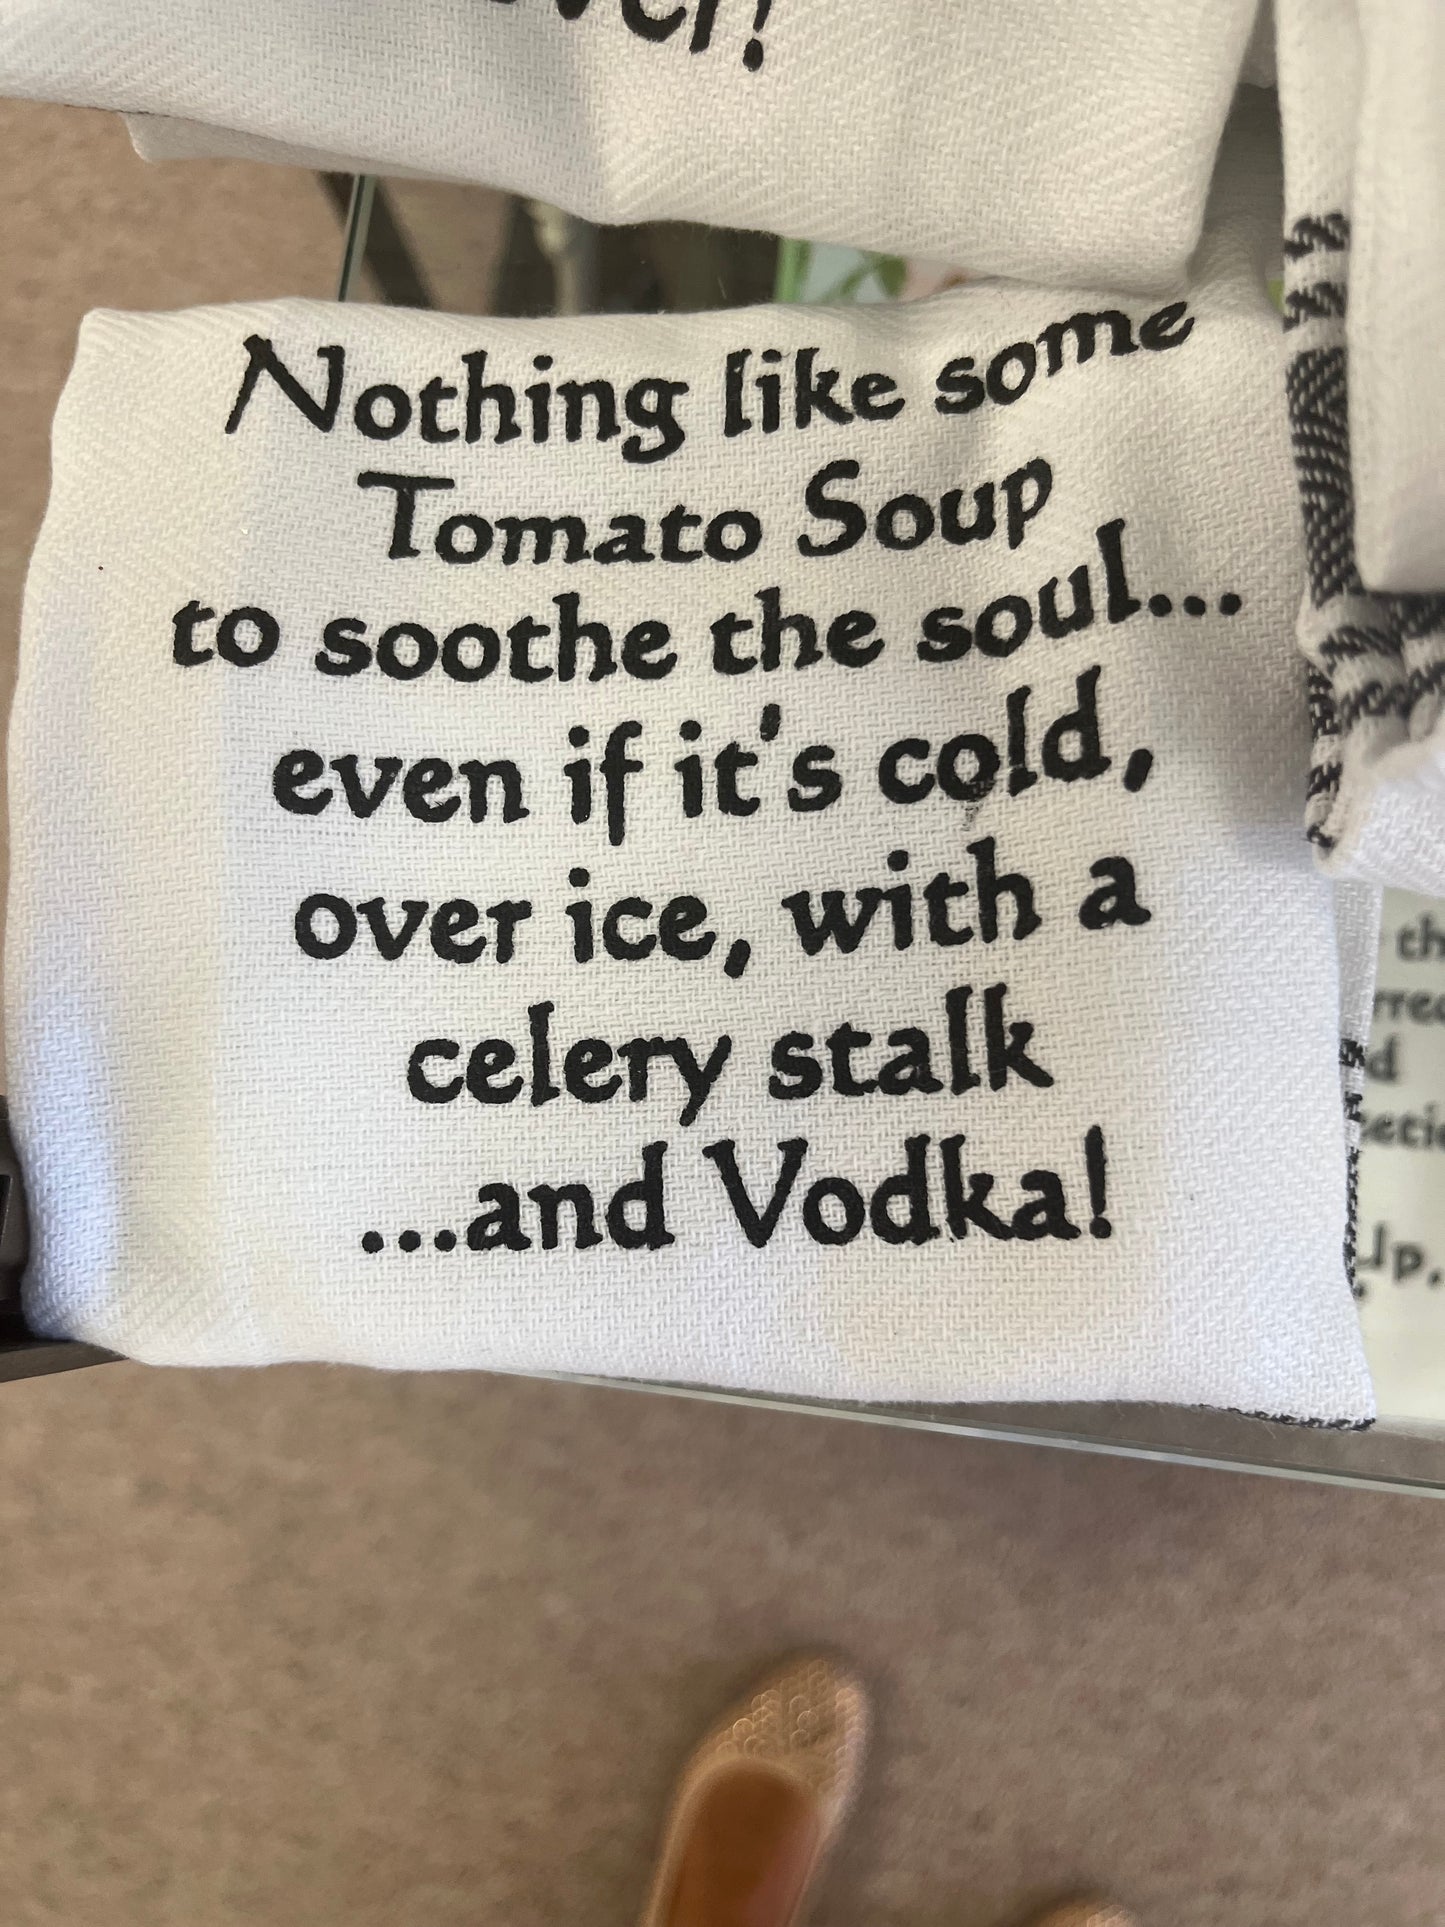 Nothing like some
Tomato Soup
to soothe the soul...
even if it's cold,
over ice, with a
celery stalk
...and Vodka!